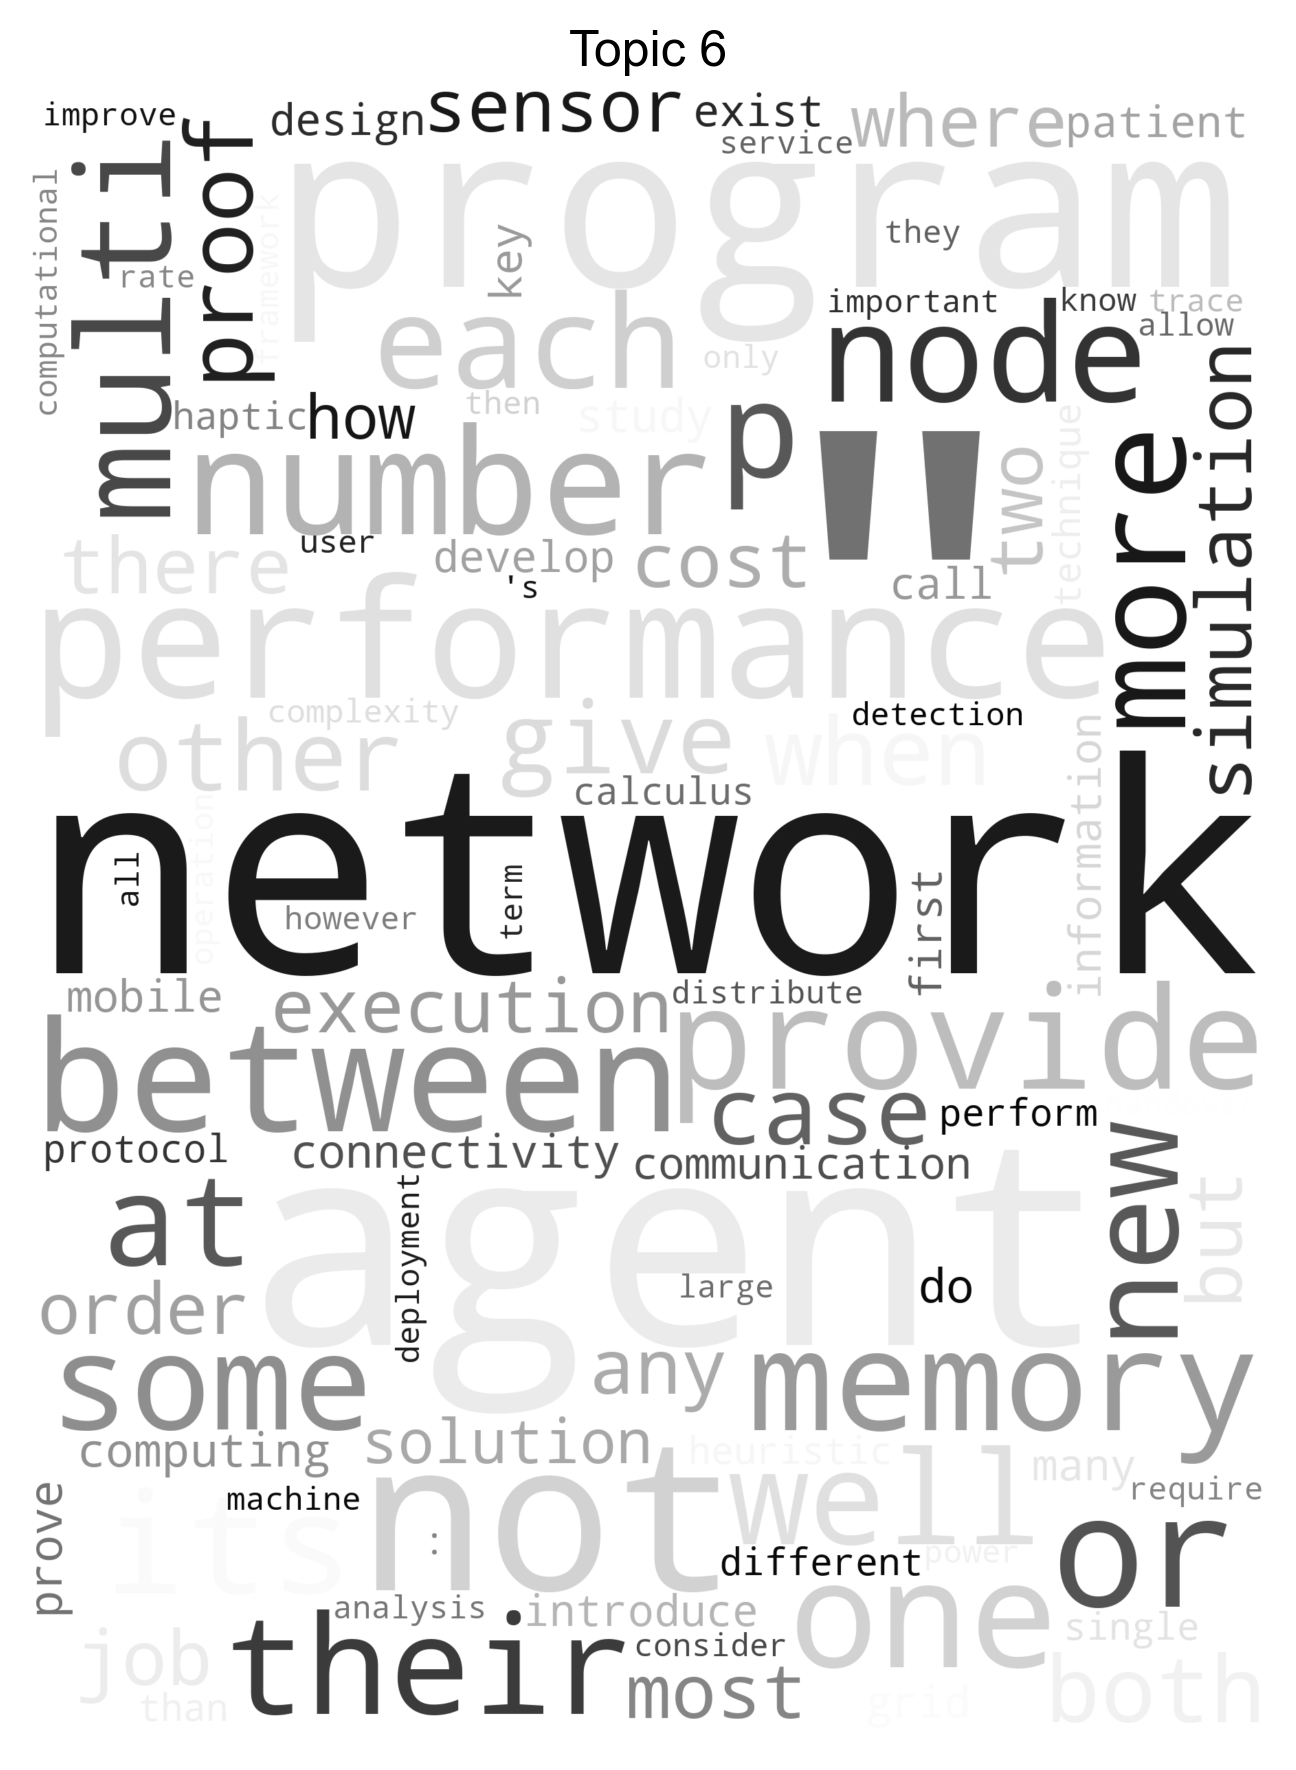 Topic 6
improve
design
sensor
exist
service
where
patient
multi
proof
program
computational
rate
framework
key
they
each
important
know
trace
allow
only
node
haptic
how
then
study
p
"
two
technique
more
simulation
number
user
there
develop
's
cost
call
performance
complexity
detection
other
give
when
information
calculus
network
all
operation
however
term
first
mobile
execution
distribute
between
provide
case
perform
protocol
connectivity
communication
new
at
agent
but
deployment
large
do
order
some
any
memory
computing
solution
heuristic
many
not
well
require
prove
machine
its
:
different
power
or
one
analysis
introduce
single
job
their
consider
most
both
than
grid